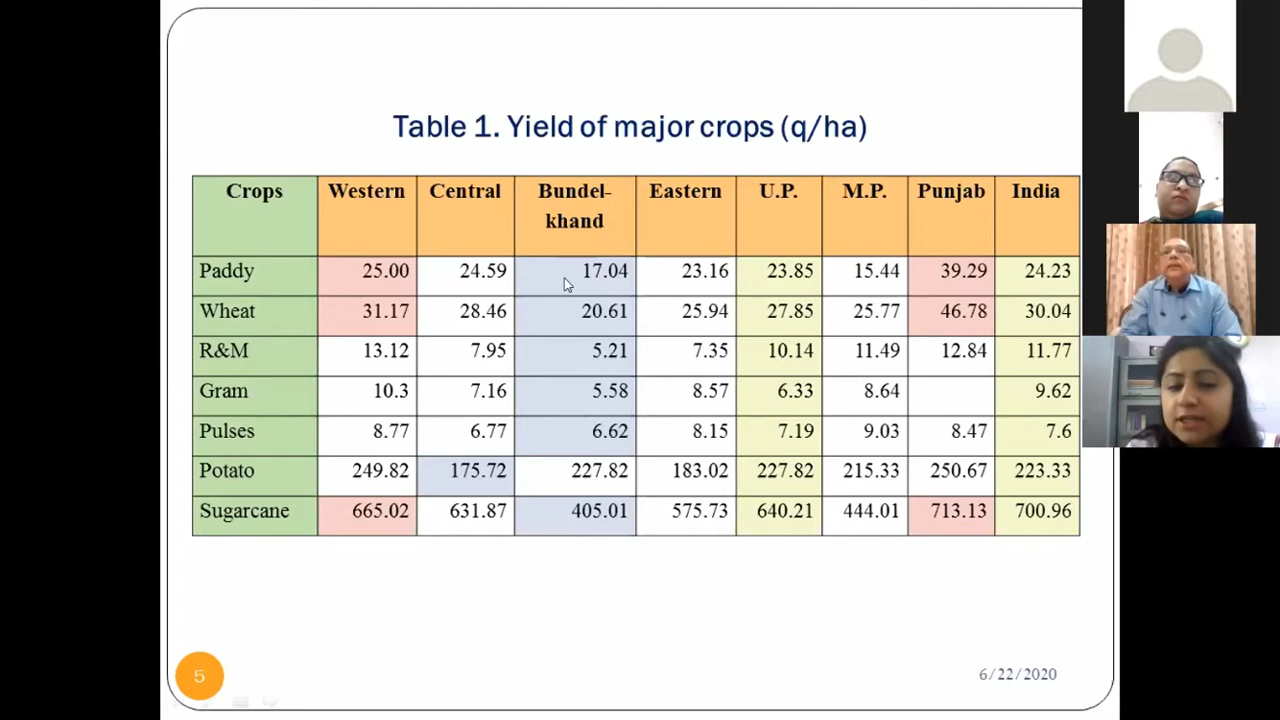 Table 1. Yield of major crops (q/ha)
Crops Western Central Bundel- Eastern U.P. M.P. Punjab India
khand
Paddy 25.00 24.59 17.04 23.16 23.85 15.44 39.29 24.23
Wheat 31.17 28.46 20.61 25.94 27.85 25.77 46.78 30.04
R&M 13.12 7.95 5.21 7.35 10.14 11.49 12.84 11.77
Gram 10.3 7.16 5.58 8.57 6.33 8.64 9.62
Pulses 8.77 6.77 6.62 8.15 7.19 9.03 8.47 7.6
Potato 249.82 175.72 227.82 183.02 227.82 215.33 250.67 223.33
Sugarcane 665.02 631.87 405.01 575.73 640.21 444.01 713.13 700.96
5 6/22/2020